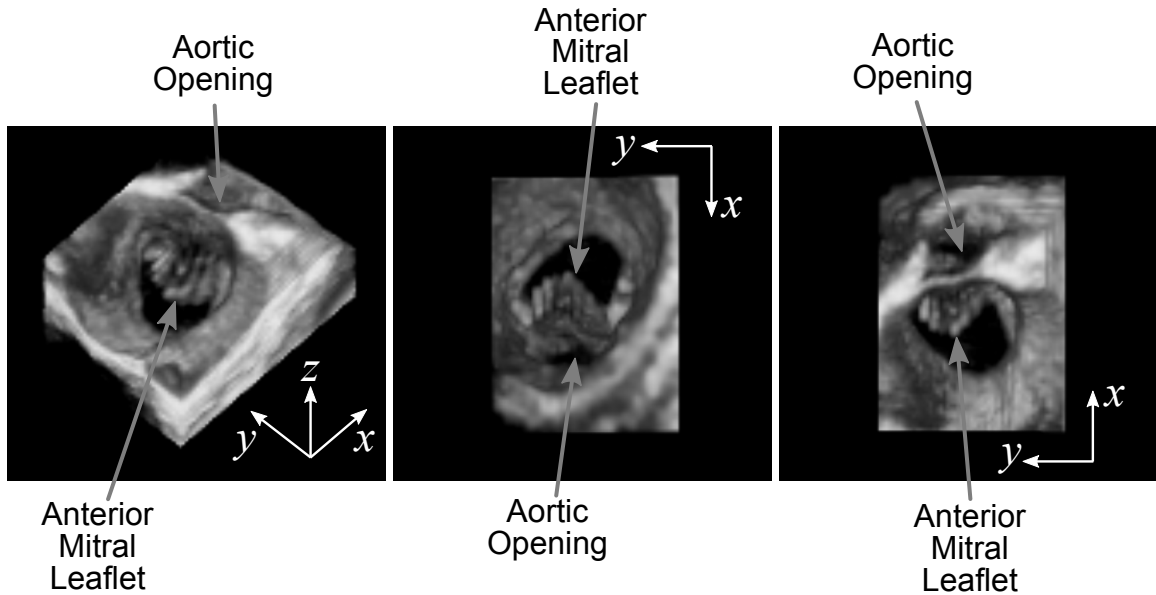 Aortic
Opening
Anterior
Mitral
Leaflet
Aortic
Opening
z
y
x
y
x
x
y
Anterior
Mitral
Leaflet
Aortic
Opening
Anterior
Mitral
Leaflet